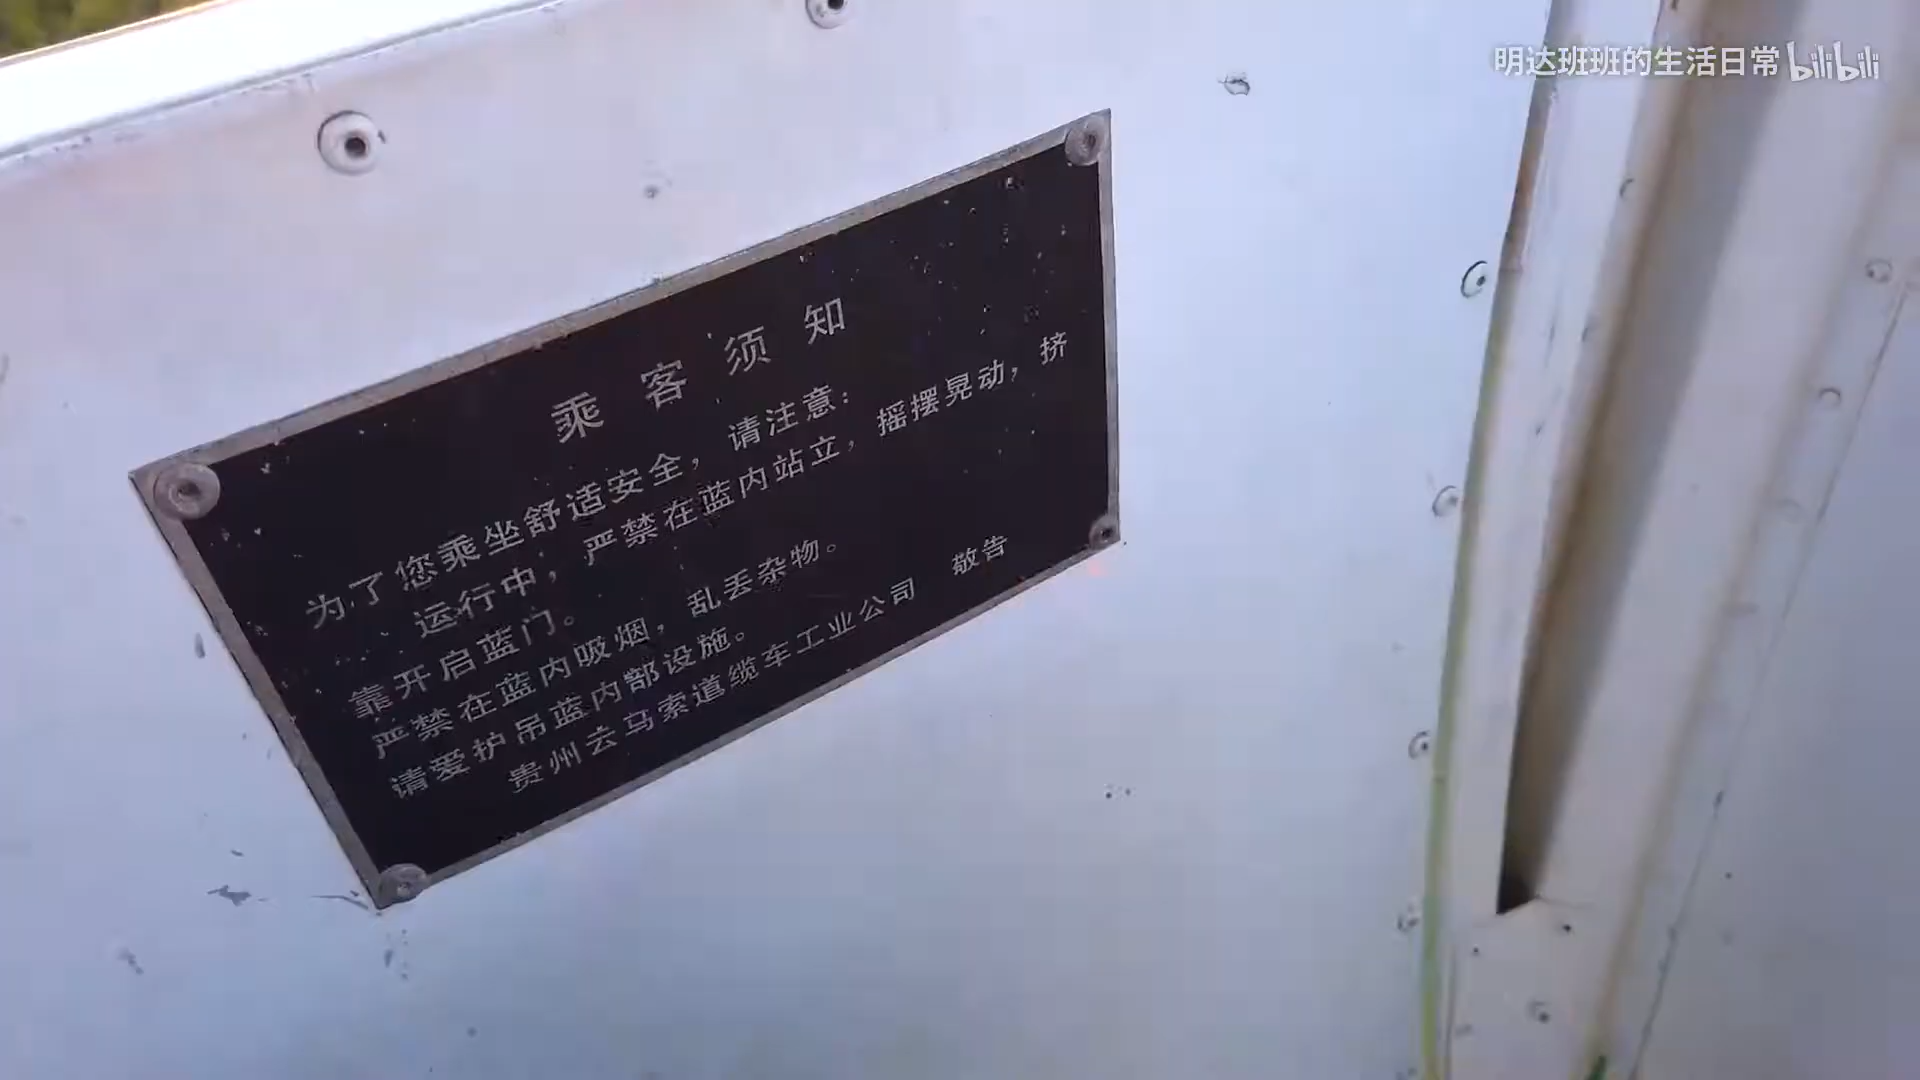 明达班班的生活日常 bilibili
乘客须知
为了您乘坐舒适安全，请注意：
运行中，严禁在蓝内站立，摇摆晃动，挤
靠开启蓝门。
严禁在蓝内吸烟，乱丢杂物。
请爱护吊蓝内部设施。
贵州云马索道缆车工业公司 敬告